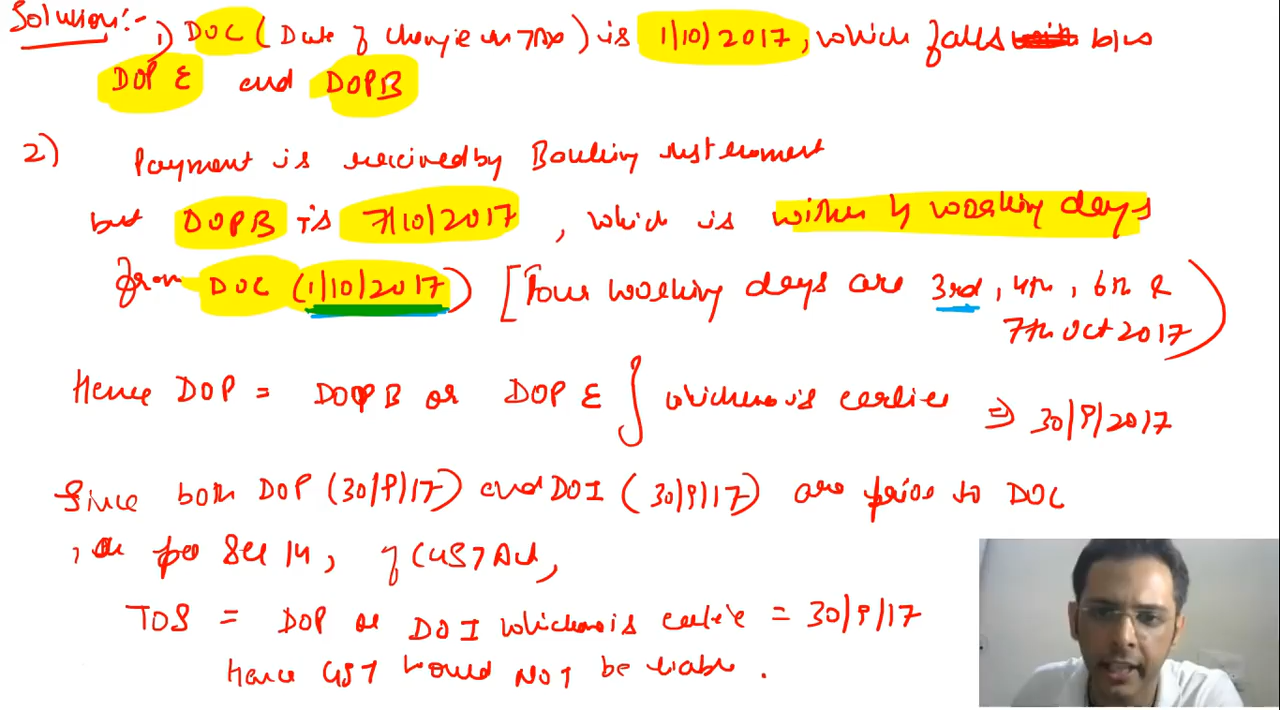 Solution:- 1) DOC (Date of change in Tax) is 1/10/2017, which falls b/w
DOP E and DOPB
2) Payment is received by Banking instrument
but DOPB is 7/10/2017, which is within 4 working days
from DOC (1/10/2017) [Four working days are 3rd, 4th, 6th &
7th Oct 2017)
Hence DOP = DOPB or DOP E } whichever is earlier => 30/9/2017
Since both DOP (30/9/17) and DOI (30/9/17) are prior to DOC
, as per Sec 14, of CGST Act,
TOS = DOP or DOI whichever is earlier = 30/9/17
Hence GST would NOT be liable.